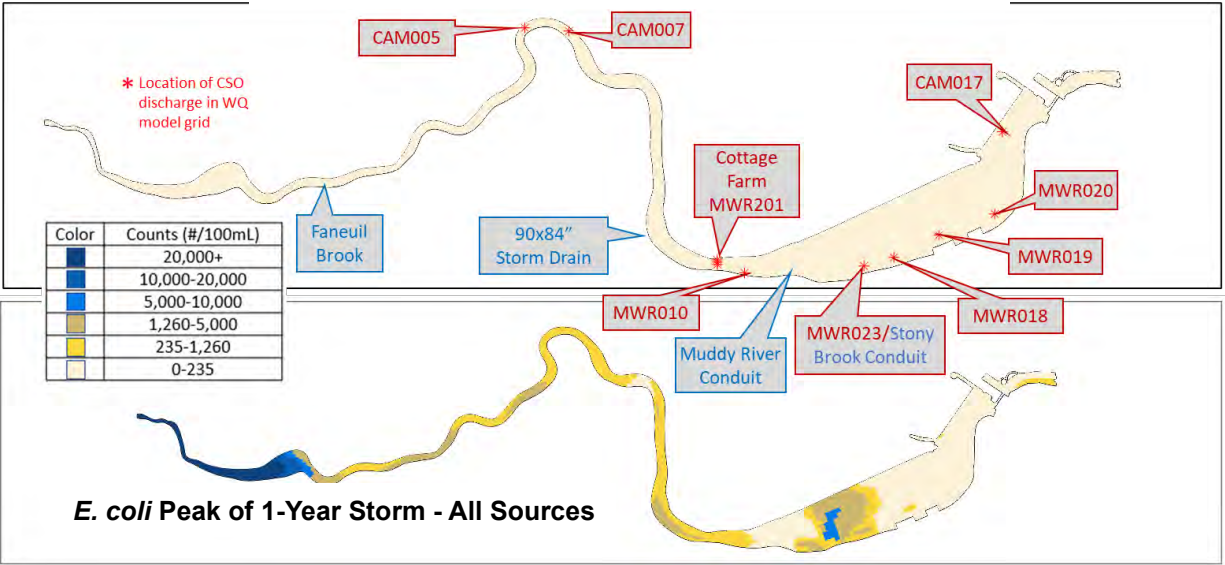 CAM005
CAM007
* Location of CSO
discharge in WQ
model grid
CAM017
Cottage
Farm
MWR201
MWR020
Faneuil
Brook
90x84”
Storm Drain
MWR019
MWR010
MWR018
Muddy River
Conduit
MWR023/Stony
Brook Conduit
Color Counts (#/100mL)
20,000+
10,000-20,000
5,000-10,000
1,260-5,000
235-1,260
0-235
E. coli Peak of 1-Year Storm - All Sources